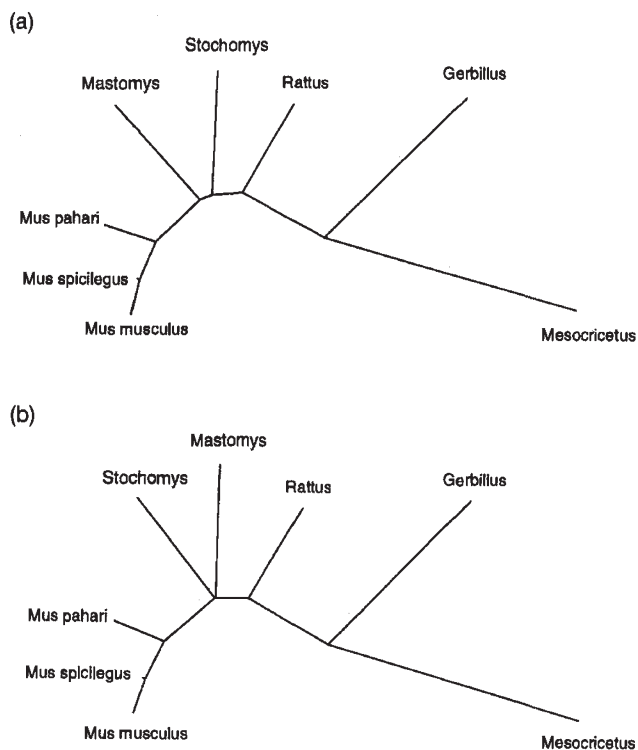 (a)
Stochomys
Mastomys
Rattus
Gerbillus
Mus pahari
Mus spicilegus
Mus musculus
Mesocricetus
(b)
Mastomys
Stochomys
Rattus
Gerbillus
Mus pahari
Mus spicilegus
Mus musculus
Mesocricetus